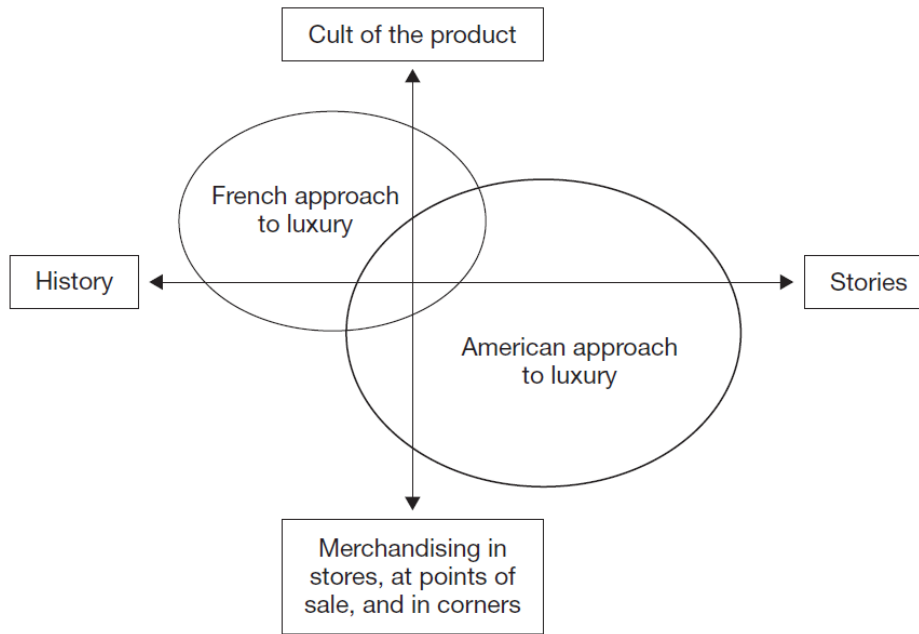 Cult of the product
French approach
to luxury
History
Stories
American approach
to luxury
Merchandising in
stores, at points of
sale, and in corners